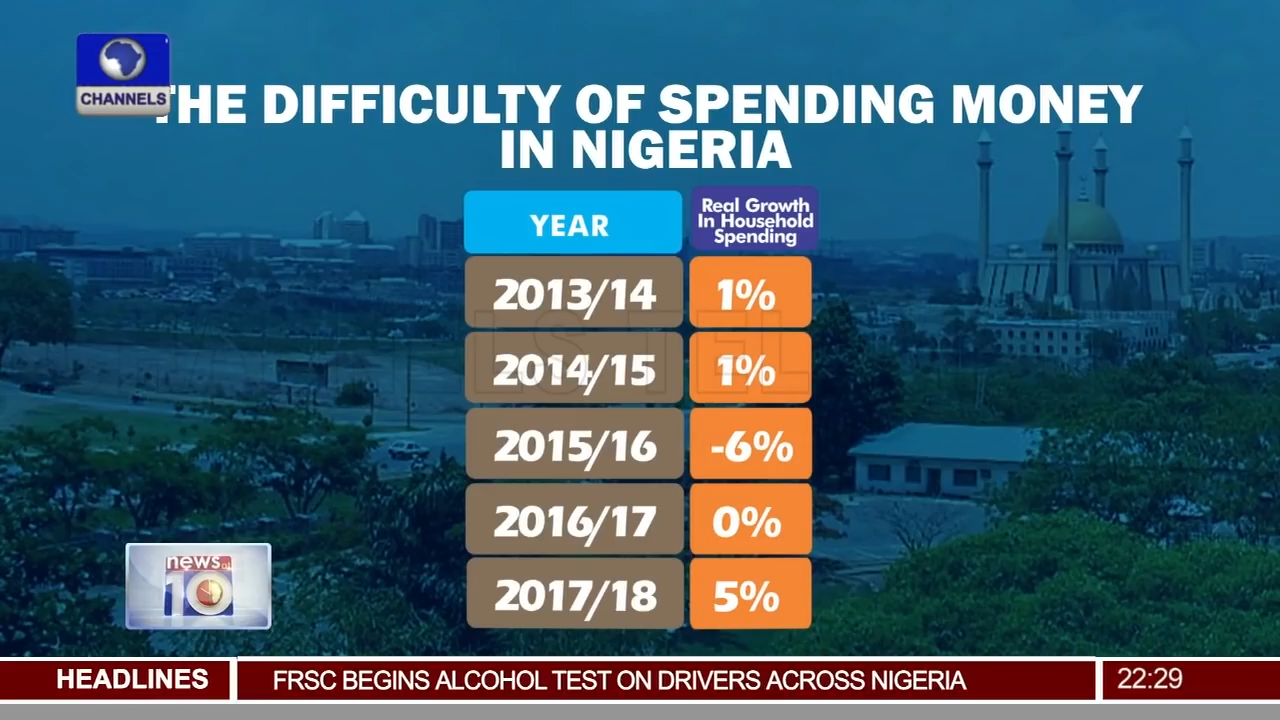 CHANNELS
THE DIFFICULTY OF SPENDING MONEY
IN NIGERIA
YEAR
Real Growth
In Household
Spending
2013/14
1%
2014/15
1%
2015/16
-6%
2016/17
0%
2017/18
5%
news at
10
HEADLINES
FRSC BEGINS ALCOHOL TEST ON DRIVERS ACROSS NIGERIA
22:29